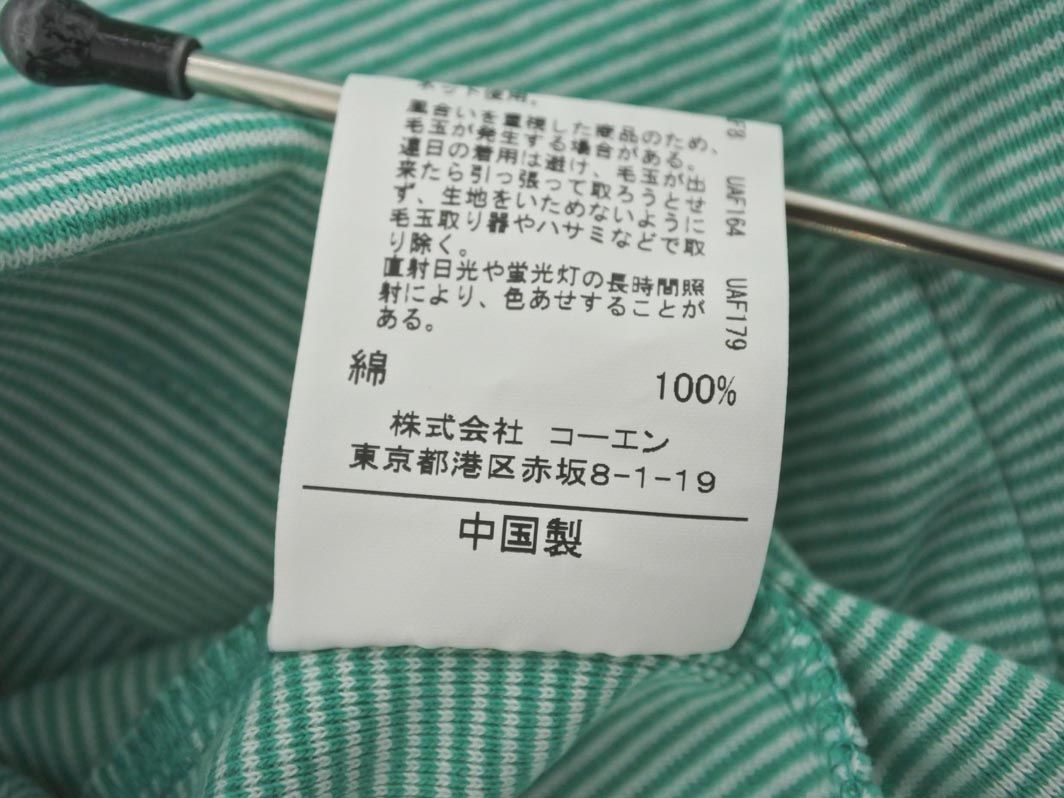 ネット使用。
風合いを重視した商品のため、
毛玉が発生する場合がある。
連日の着用は避け、毛玉が出
来たら引っ張って取ろうとせ
ず、生地をいためないように
毛玉取り器やハサミなどで取
り除く。
直射日光や蛍光灯の長時間照
射により、色あせすることが
ある。
綿 100%
株式会社 コーエン
東京都港区赤坂8-1-19
中国製
UAF164 UAF179